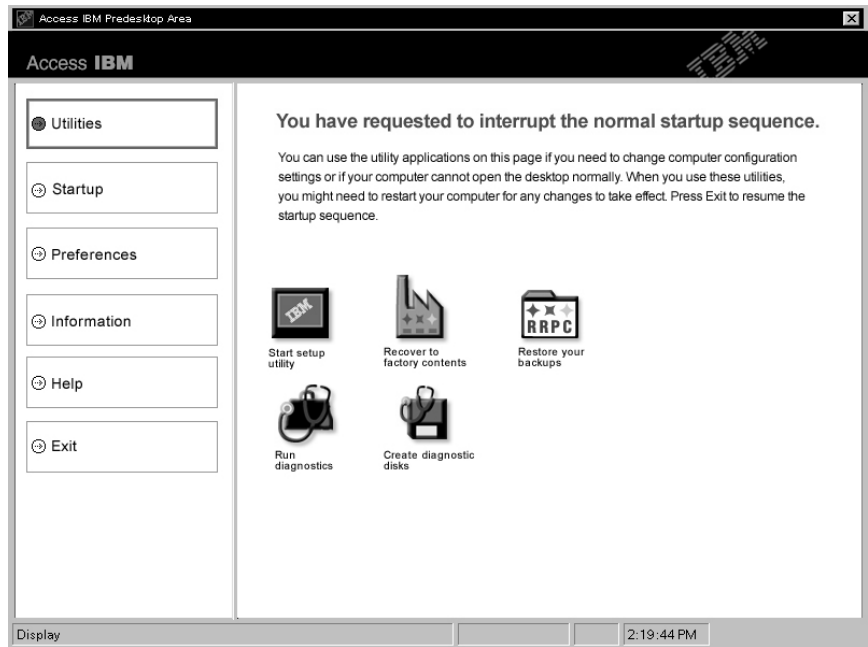 Access IBM Predesktop Area
Access IBM
IBM
Utilities
Startup
Preferences
Information
Help
Exit
You have requested to interrupt the normal startup sequence.
You can use the utility applications on this page if you need to change computer configuration
settings or if your computer cannot open the desktop normally. When you use these utilities,
you might need to restart your computer for any changes to take effect. Press Exit to resume the
startup sequence.
IBM
Start setup
utility
Recover to
factory contents
RRPC
Restore your
backups
Run
diagnostics
Create diagnostic
disks
Display
2:19:44 PM